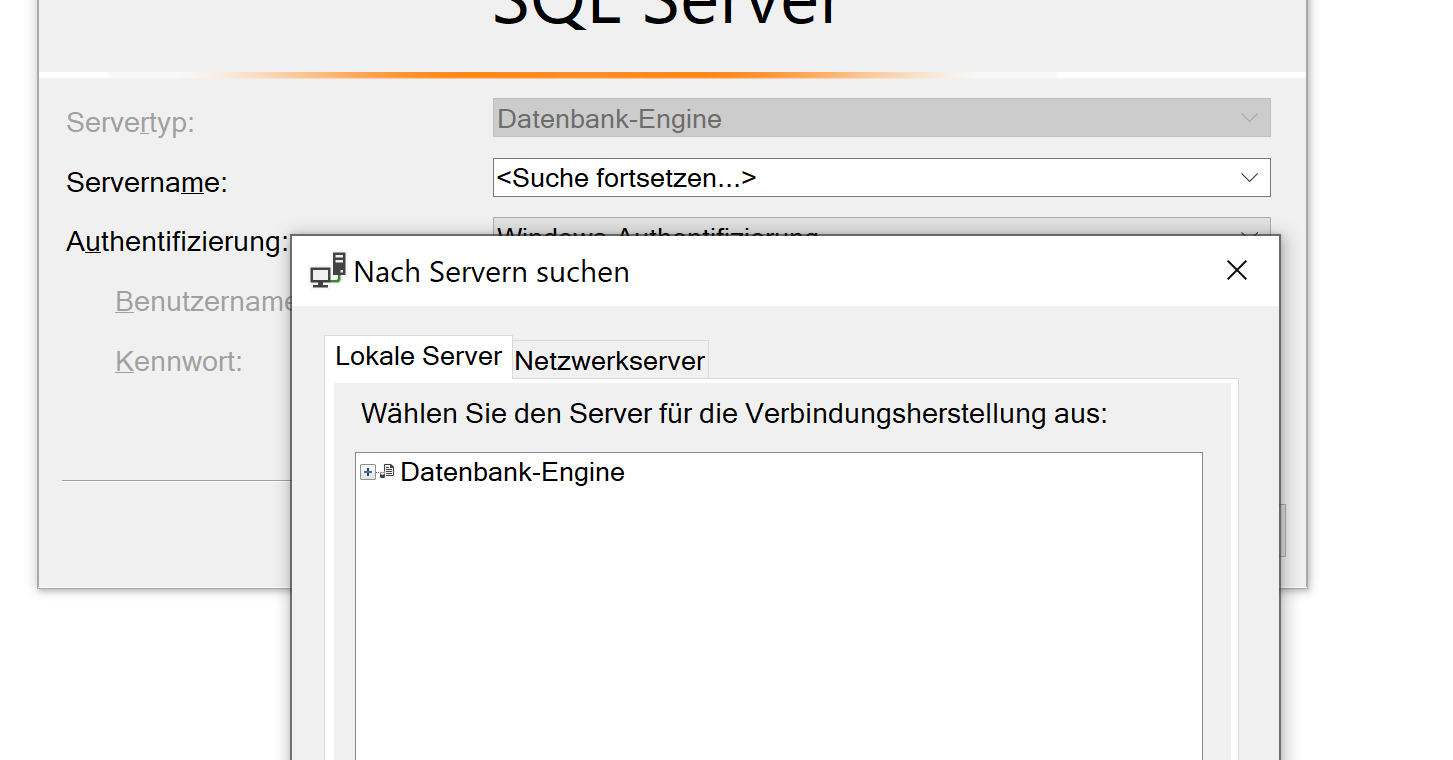 SQL Server
Servertyp:
Datenbank-Engine
Servername:
<Suche fortsetzen...>
Authentifizierung:
Windows-Authentifizierung
Nach Servern suchen
Benutzername
Kennwort:
Lokale Server
Netzwerkserver
Wählen Sie den Server für die Verbindungsherstellung aus:
Datenbank-Engine